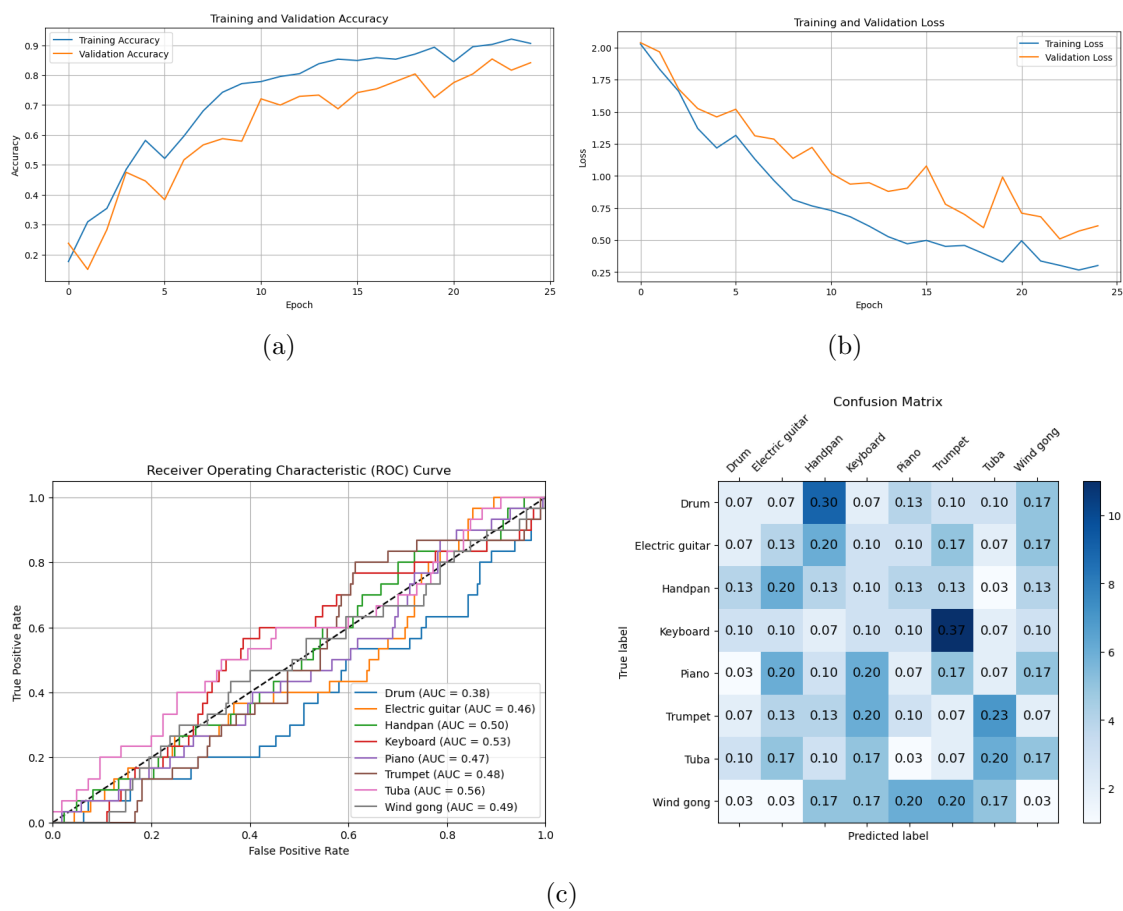 Training and Validation Accuracy
Training Accuracy
Validation Accuracy
0.9
0.8
0.7
0.6
0.5
0.4
0.3
0.2
Accuracy
0 5 10 15 20 25
Epoch
(a)
Training and Validation Loss
Training Loss
Validation Loss
2.00
1.75
1.50
1.25
1.00
0.75
0.50
0.25
Loss
0 5 10 15 20 25
Epoch
(b)
Receiver Operating Characteristic (ROC) Curve
1.0
0.8
0.6
0.4
0.2
0.0
True Positive Rate
Drum (AUC = 0.38)
Electric guitar (AUC = 0.46)
Handpan (AUC = 0.50)
Keyboard (AUC = 0.53)
Piano (AUC = 0.47)
Trumpet (AUC = 0.48)
Tuba (AUC = 0.56)
Wind gong (AUC = 0.49)
0.0 0.2 0.4 0.6 0.8 1.0
False Positive Rate
Confusion Matrix
Drum Electric guitar Handpan Keyboard Piano Trumpet Tuba Wind gong
Drum 0.07 0.07 0.30 0.07 0.13 0.10 0.10 0.17
Electric guitar 0.07 0.13 0.20 0.10 0.10 0.17 0.07 0.17
Handpan 0.13 0.20 0.13 0.10 0.13 0.13 0.03 0.13
Keyboard 0.10 0.10 0.07 0.10 0.10 0.37 0.07 0.10
Piano 0.03 0.20 0.10 0.20 0.07 0.17 0.07 0.17
Trumpet 0.07 0.13 0.13 0.20 0.10 0.07 0.23 0.07
Tuba 0.10 0.17 0.10 0.17 0.03 0.07 0.20 0.17
Wind gong 0.03 0.03 0.17 0.17 0.20 0.20 0.17 0.03
True label
Predicted label
10
8
6
4
2
(c)